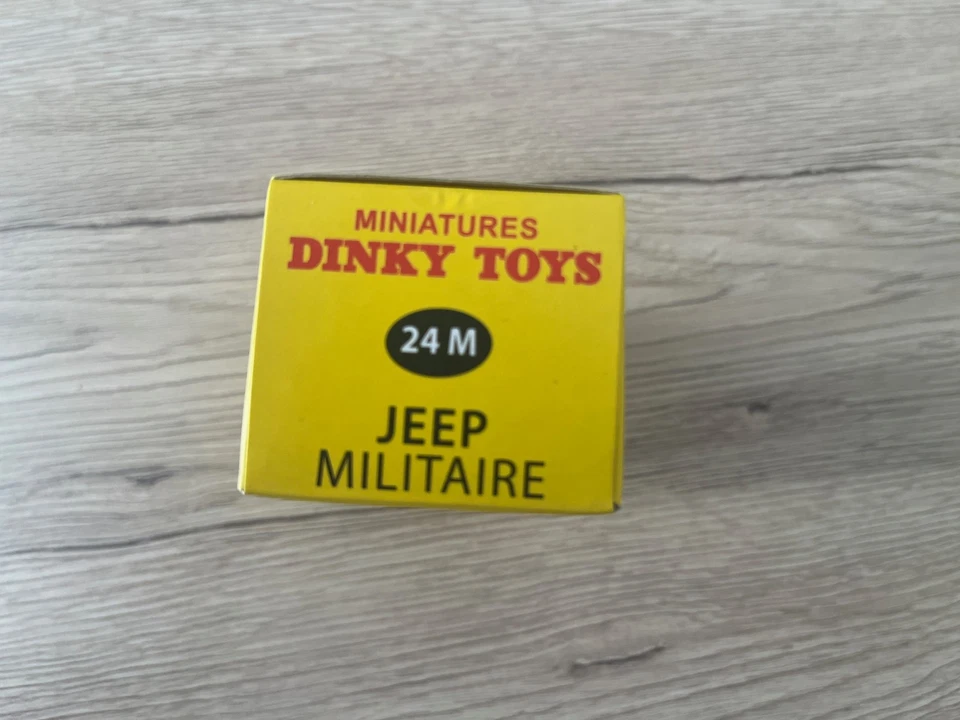 MINIATURES
DINKY TOYS
24 M
JEEP
MILITAIRE